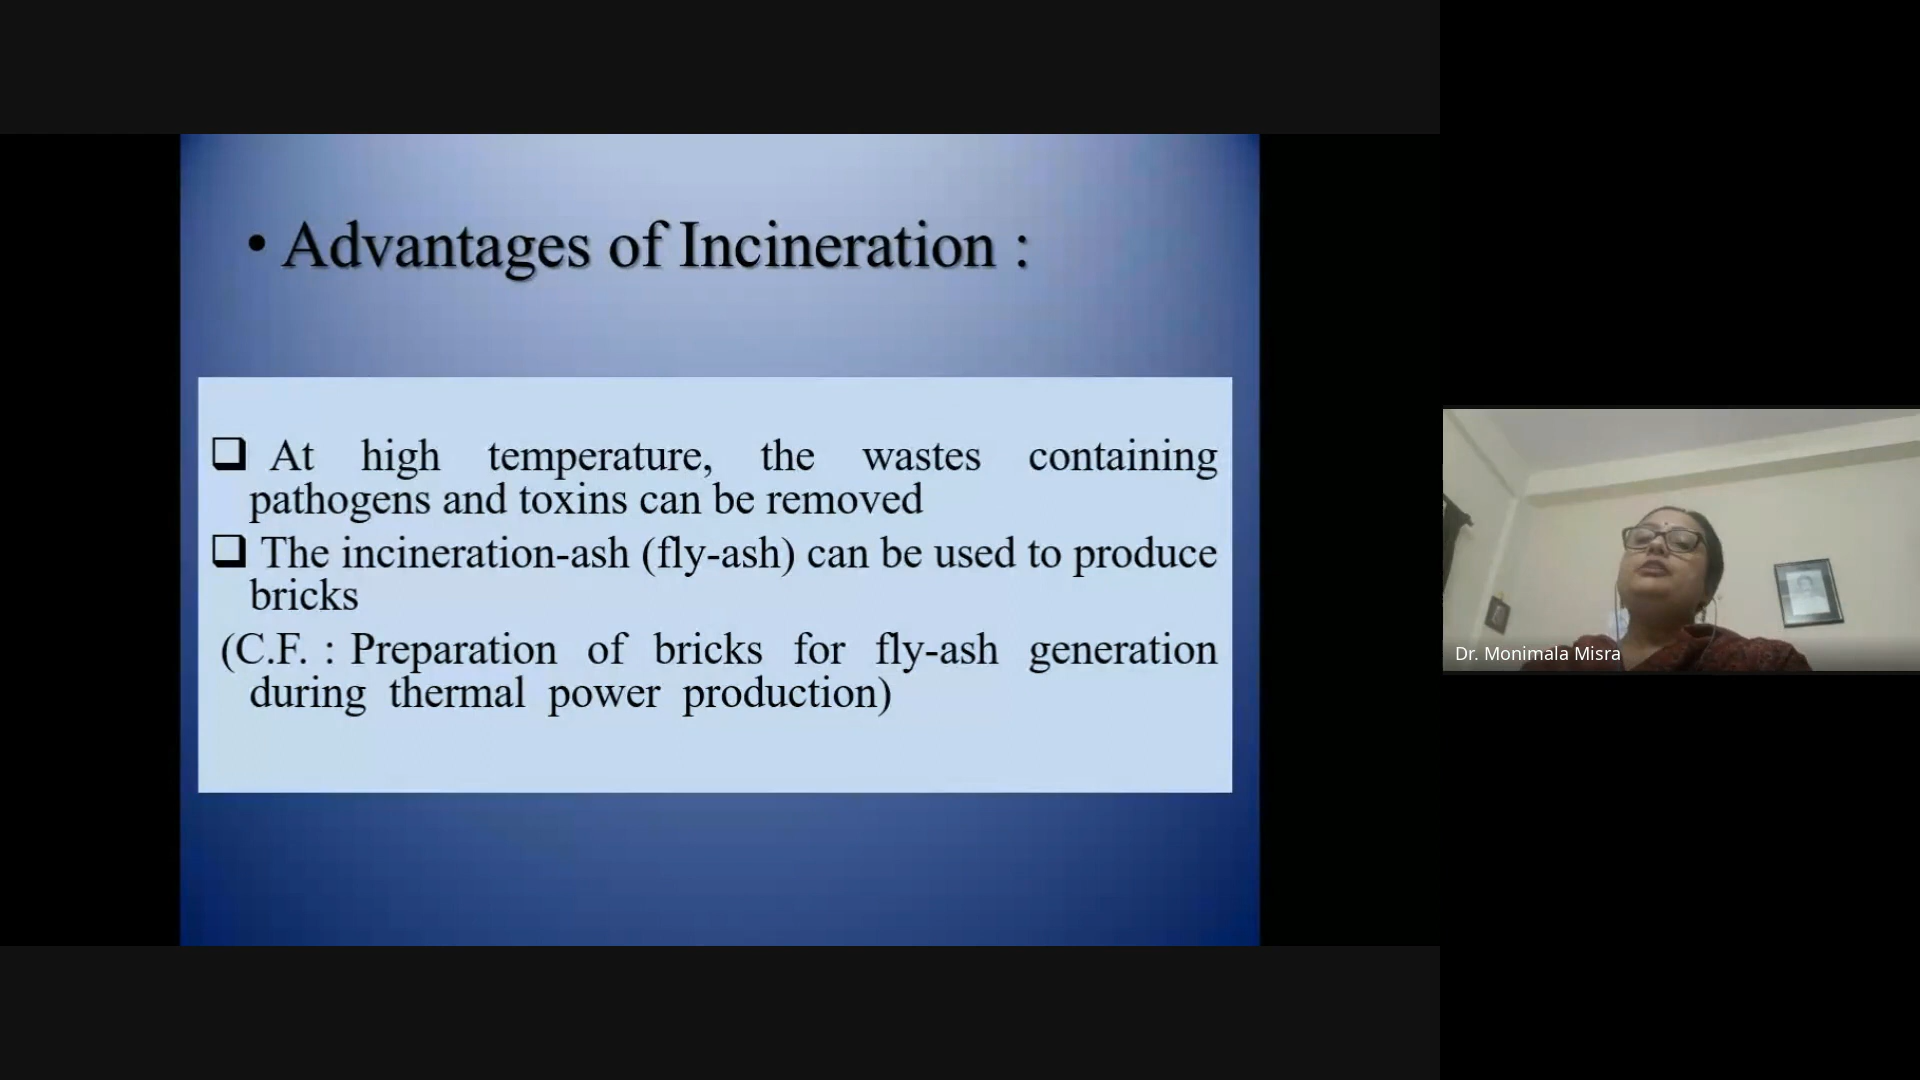 • Advantages of Incineration :
❑ At high temperature, the wastes containing
pathogens and toxins can be removed
❑ The incineration-ash (fly-ash) can be used to produce
bricks
(C.F. : Preparation of bricks for fly-ash generation
during thermal power production)
Dr. Monimala Misra